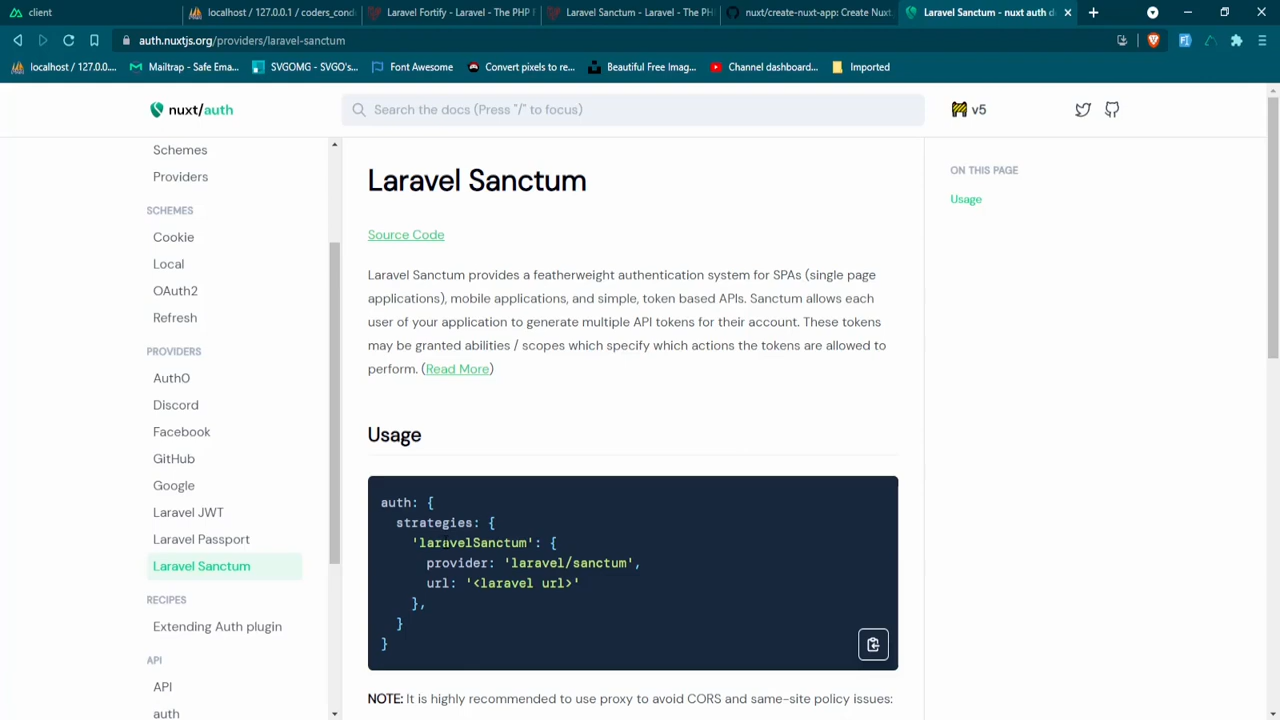 client
localhost / 127.0.0.1 / coders_cond
Laravel Fortify - Laravel - The PHP F
Laravel Sanctum - Laravel - The PHP
nuxt/create-nuxt-app: Create Nuxt
Laravel Sanctum - nuxt auth d
auth.nuxtjs.org/providers/laravel-sanctum
localhost / 127.0.0....
Mailtrap - Safe Ema...
SVGOMG - SVGO's...
Font Awesome
Convert pixels to re...
Beautiful Free Imag...
Channel dashboard...
Imported
nuxt/auth
Search the docs (Press "/" to focus)
v5
Schemes
Providers
SCHEMES
Cookie
Local
OAuth2
Refresh
PROVIDERS
Auth0
Discord
Facebook
GitHub
Google
Laravel JWT
Laravel Passport
Laravel Sanctum
RECIPES
Extending Auth plugin
API
API
auth
Laravel Sanctum
Source Code
Laravel Sanctum provides a featherweight authentication system for SPAs (single page
applications), mobile applications, and simple, token based APIs. Sanctum allows each
user of your application to generate multiple API tokens for their account. These tokens
may be granted abilities / scopes which specify which actions the tokens are allowed to
perform. (Read More)
Usage
auth: {
strategies: {
'laravelSanctum': {
provider: 'laravel/sanctum',
url: '<laravel url>'
},
}
}
NOTE: It is highly recommended to use proxy to avoid CORS and same-site policy issues:
ON THIS PAGE
Usage